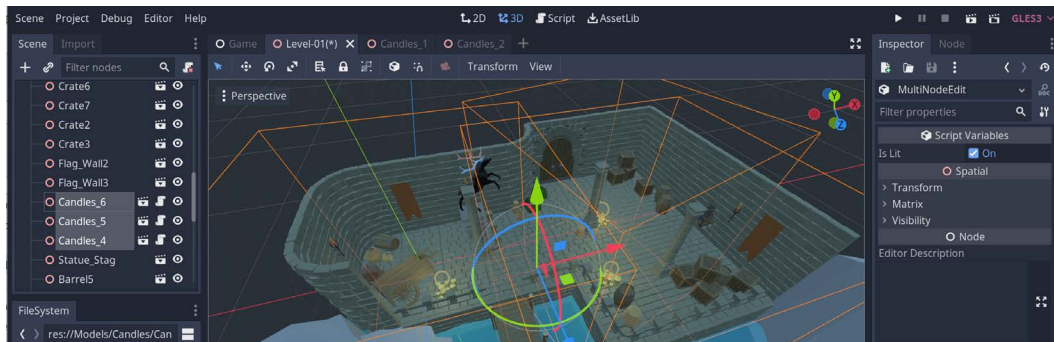 Scene Project Debug Editor Help
2D 3D Script AssetLib
GLES3
Scene Import
Filter nodes
Crate6
Crate7
Crate2
Crate3
Flag_Wall2
Flag_Wall3
Candles_6
Candles_5
Candles_4
Statue_Stag
Barrel5
FileSystem
res://Models/Candles/Can
Game Level-01(*) Candles_1 Candles_2
Transform View
Perspective
Y
X
Z
Inspector Node
DOC
MultiNodeEdit
Filter properties
Script Variables
Is Lit On
Spatial
Transform
Matrix
Visibility
Node
Editor Description